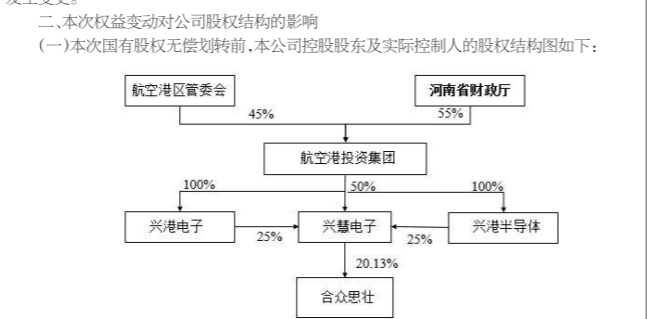 二、本次权益变动对公司股权结构的影响
(一)本次国有股权无偿划转前,本公司控股股东及实际控制人的股权结构图如下:
航空港区管委会
河南省财政厅
45%
55%
航空港投资集团
100%
50%
100%
兴港电子
25%
兴慧电子
25%
兴港半导体
20.13%
合众思壮